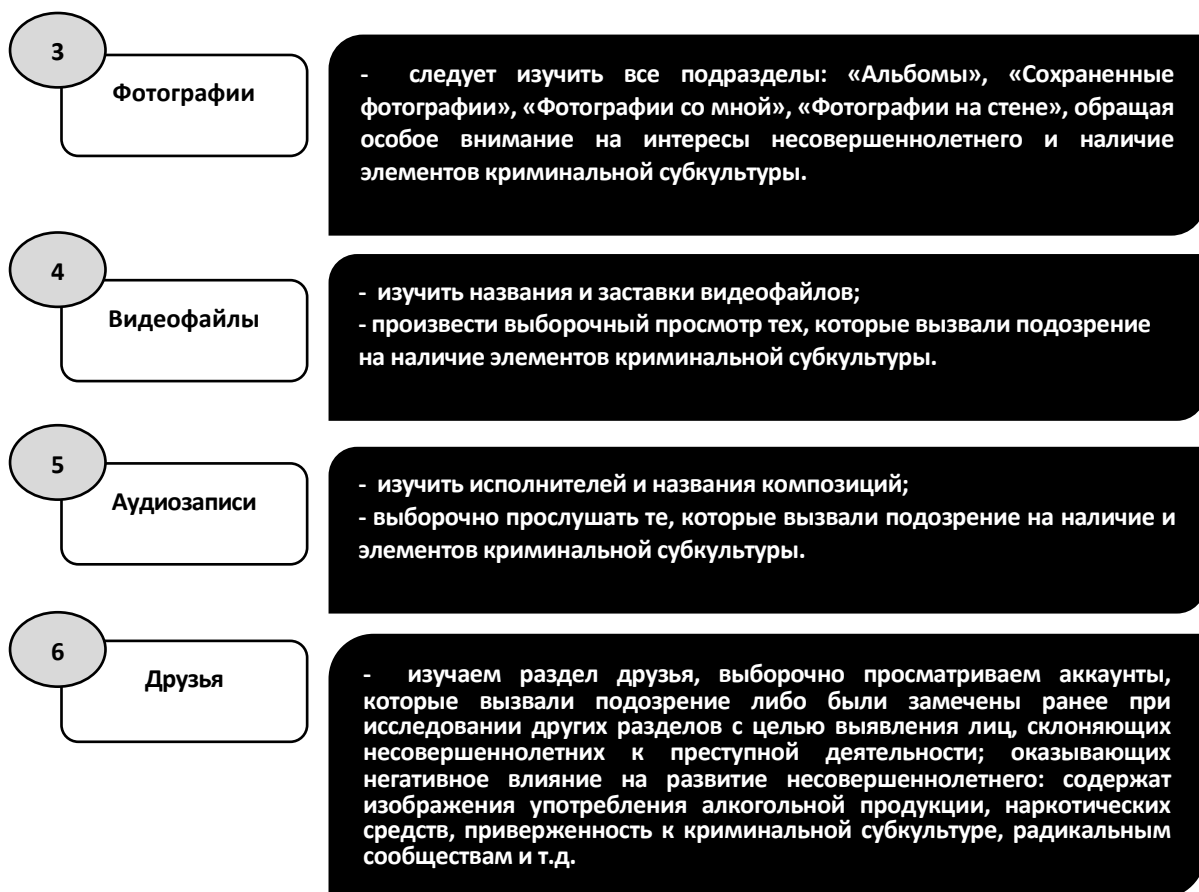 3
Фотографии
- следует изучить все подразделы: «Альбомы», «Сохраненные
фотографии», «Фотографии со мной», «Фотографии на стене», обращая
особое внимание на интересы несовершеннолетнего и наличие
элементов криминальной субкультуры.
4
Видеофайлы
- изучить названия и заставки видеофайлов;
- произвести выборочный просмотр тех, которые вызвали подозрение
на наличие элементов криминальной субкультуры.
5
Аудиозаписи
- изучить исполнителей и названия композиций;
- выборочно прослушать те, которые вызвали подозрение на наличие и
элементов криминальной субкультуры.
6
Друзья
- изучаем раздел друзья, выборочно просматриваем аккаунты,
которые вызвали подозрение либо были замечены ранее при
исследовании других разделов с целью выявления лиц, склоняющих
несовершеннолетних к преступной деятельности; оказывающих
негативное влияние на развитие несовершеннолетнего: содержат
изображения употребления алкогольной продукции, наркотических
средств, приверженность к криминальной субкультуре, радикальным
сообществам и т.д.